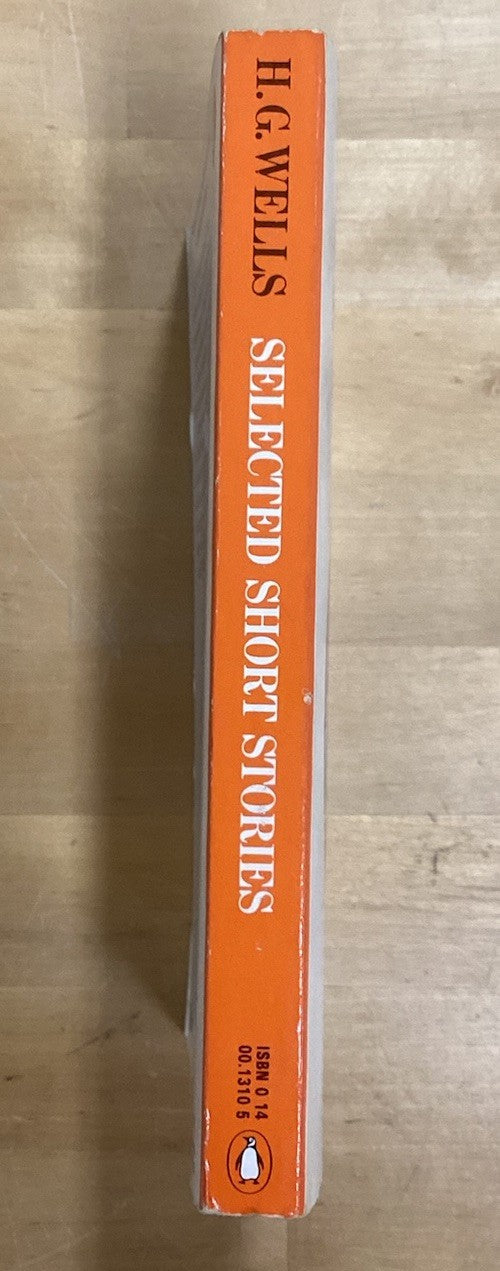 H. G. WELLS
SELECTED SHORT STORIES
ISBN 0 14
00.1310 5